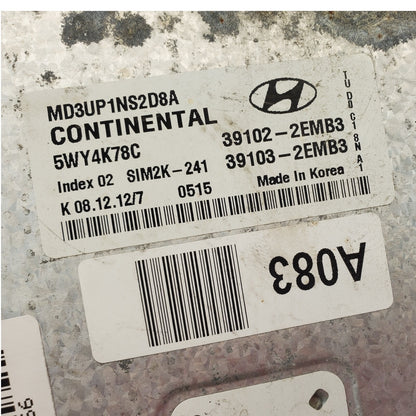 MD3UP1NS2D8A
CONTINENTAL
5WY4K78C
39102-2EMB3
39103-2EMB3
Index 02 SIM2K-241
Made in Korea
K 08.12.12/7 0515
A083